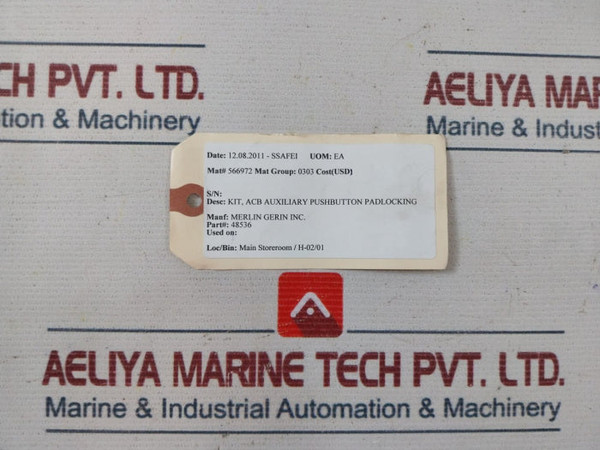 CH PVT. LTD.
tion & Machinery
AELIYA MAR
Marine & Indust
Date: 12.08.2011 - SSAFEI UOM: EA
Mat# 566972 Mat Group: 0303 Cost(USD)
S/N:
Desc: KIT, ACB AUXILIARY PUSHBUTTON PADLOCKING
Manf: MERLIN GERIN INC.
Part#: 48536
Used on:
Loc/Bin: Main Storeroom / H-02/01
AELIYA MARINE TECH PVT. LTD.
Marine & Industrial Automation & Machinery